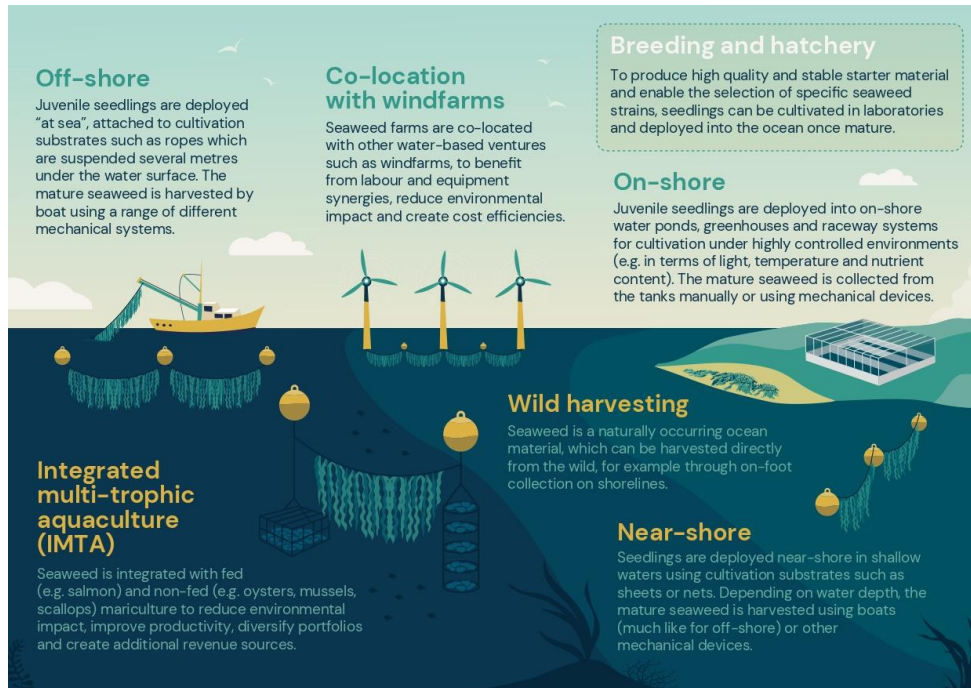 Off-shore
Juvenile seedlings are deployed
“at sea”, attached to cultivation
substrates such as ropes which
are suspended several metres
under the water surface. The
mature seaweed is harvested by
boat using a range of different
mechanical systems.
Co-location
with windfarms
Seaweed farms are co-located
with other water-based ventures
such as windfarms, to benefit
from labour and equipment
synergies, reduce environmental
impact and create cost efficiencies.
Breeding and hatchery
To produce high quality and stable starter material
and enable the selection of specific seaweed
strains, seedlings can be cultivated in laboratories
and deployed into the ocean once mature.
On-shore
Juvenile seedlings are deployed into on-shore
water ponds, greenhouses and raceway systems
for cultivation under highly controlled environments
(e.g. in terms of light, temperature and nutrient
content). The mature seaweed is collected from
the tanks manually or using mechanical devices.
Wild harvesting
Seaweed is a naturally occurring ocean
material, which can be harvested directly
from the wild, for example through on-foot
collection on shorelines.
Integrated
multi-trophic
aquaculture
(IMTA)
Seaweed is integrated with fed
(e.g. salmon) and non-fed (e.g. oysters, mussels,
scallops) mariculture to reduce environmental
impact, improve productivity, diversify portfolios
and create additional revenue sources.
Near-shore
Seedlings are deployed near-shore in shallow
waters using cultivation substrates such as
sheets or nets. Depending on water depth, the
mature seaweed is harvested using boats
(much like for off-shore) or other
mechanical devices.